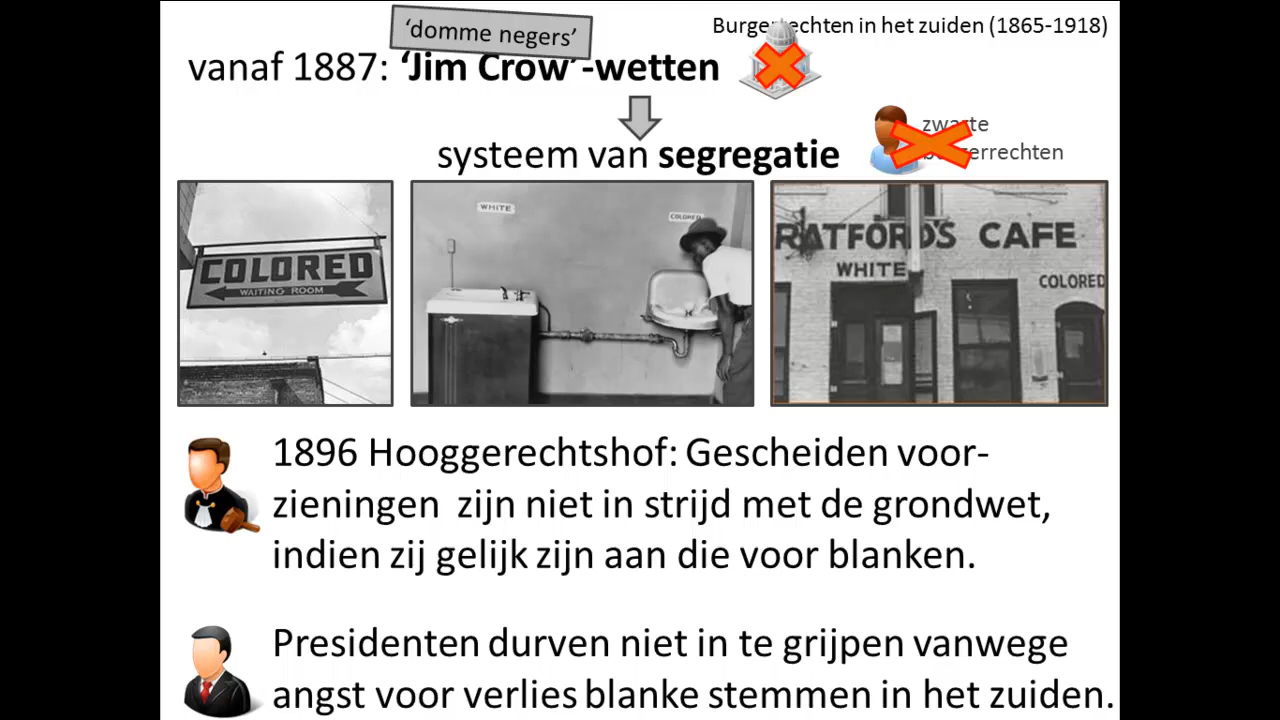 Burgerrechten in het zuiden (1865-1918)
'domme negers'
vanaf 1887: 'Jim Crow'-wetten
systeem van segregatie
zwarte
burgerrechten
COLORED
WAITING ROOM
WHITE
COLORED
RATFORD'S CAFE
WHITE
COLORED
1896 Hooggerechtshof: Gescheiden voor-
zieningen zijn niet in strijd met de grondwet,
indien zij gelijk zijn aan die voor blanken.
Presidenten durven niet in te grijpen vanwege
angst voor verlies blanke stemmen in het zuiden.